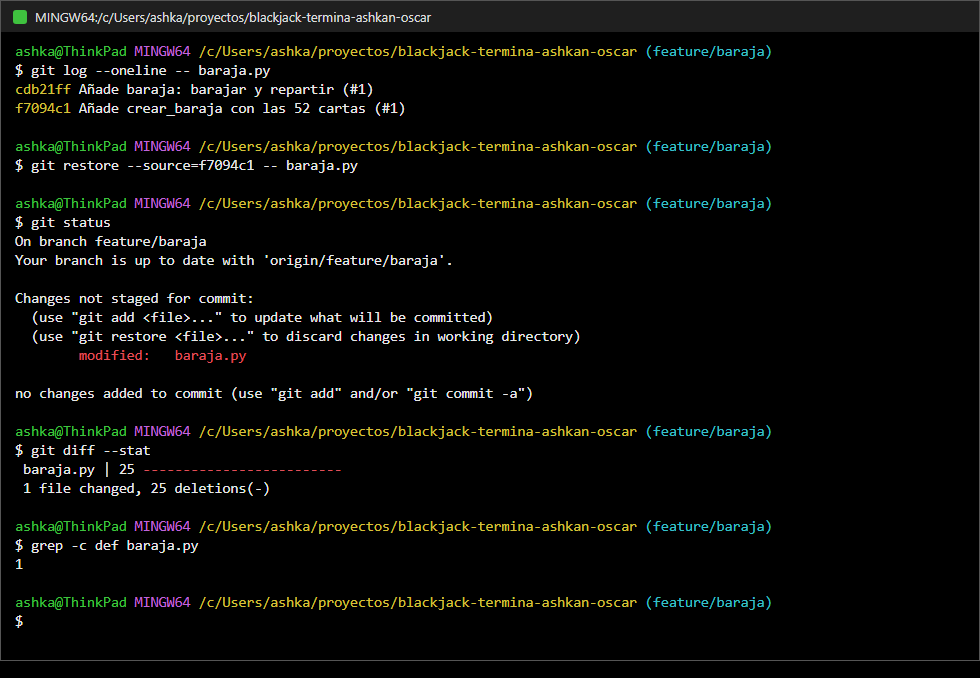 MINGW64:/c/Users/ashka/proyectos/blackjack-termina-ashkan-oscar
ashka@ThinkPad MINGW64 /c/Users/ashka/proyectos/blackjack-termina-ashkan-oscar (feature/baraja)
$ git log --oneline -- baraja.py
cdb21ff Añade baraja: barajar y repartir (#1)
f7094c1 Añade crear_baraja con las 52 cartas (#1)
ashka@ThinkPad MINGW64 /c/Users/ashka/proyectos/blackjack-termina-ashkan-oscar (feature/baraja)
$ git restore --source=f7094c1 -- baraja.py
ashka@ThinkPad MINGW64 /c/Users/ashka/proyectos/blackjack-termina-ashkan-oscar (feature/baraja)
$ git status
On branch feature/baraja
Your branch is up to date with 'origin/feature/baraja'.
Changes not staged for commit:
  (use "git add <file>..." to update what will be committed)
  (use "git restore <file>..." to discard changes in working directory)
        modified:   baraja.py
no changes added to commit (use "git add" and/or "git commit -a")
ashka@ThinkPad MINGW64 /c/Users/ashka/proyectos/blackjack-termina-ashkan-oscar (feature/baraja)
$ git diff --stat
 baraja.py | 25 -------------------------
 1 file changed, 25 deletions(-)
ashka@ThinkPad MINGW64 /c/Users/ashka/proyectos/blackjack-termina-ashkan-oscar (feature/baraja)
$ grep -c def baraja.py
1
ashka@ThinkPad MINGW64 /c/Users/ashka/proyectos/blackjack-termina-ashkan-oscar (feature/baraja)
$